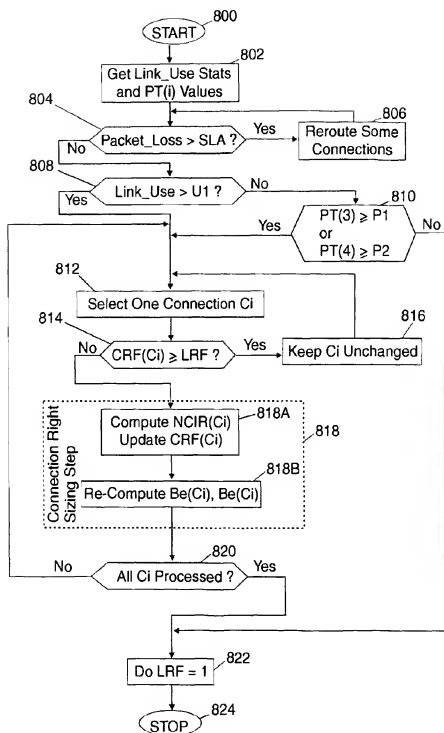 800
START
802
Get Link_Use Stats
and PT(i) Values
804
Packet_Loss > SLA ?
Yes
806
Reroute Some
Connections
No
808
Link_Use > U1 ?
No
Yes
810
PT(3) ⩾ P1
or
PT(4) ⩾ P2
Yes
No
812
Select One Connection Ci
814
CRF(Ci) ⩾ LRF ?
No
Yes
816
Keep Ci Unchanged
Connection Right
Sizing Step
818A
Compute NCIR(Ci)
Update CRF(Ci)
818
818B
Re-Compute Be(Ci), Be(Ci)
820
No
All Ci Processed ?
Yes
822
Do LRF = 1
824
STOP